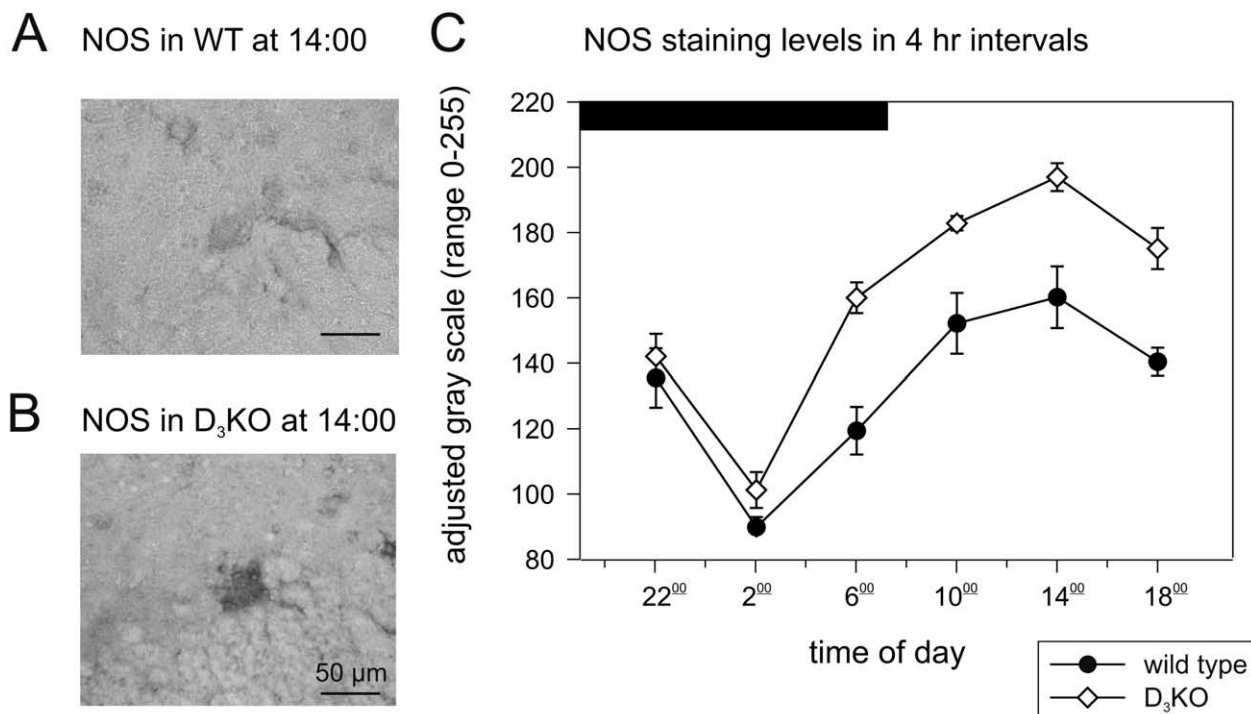 A NOS in WT at 14:00
B NOS in D₃KO at 14:00
50 µm
C NOS staining levels in 4 hr intervals
adjusted gray scale (range 0-255)
220
200
180
160
140
120
100
80
22⁰⁰ 2⁰⁰ 6⁰⁰ 10⁰⁰ 14⁰⁰ 18⁰⁰
time of day
wild type
D₃KO